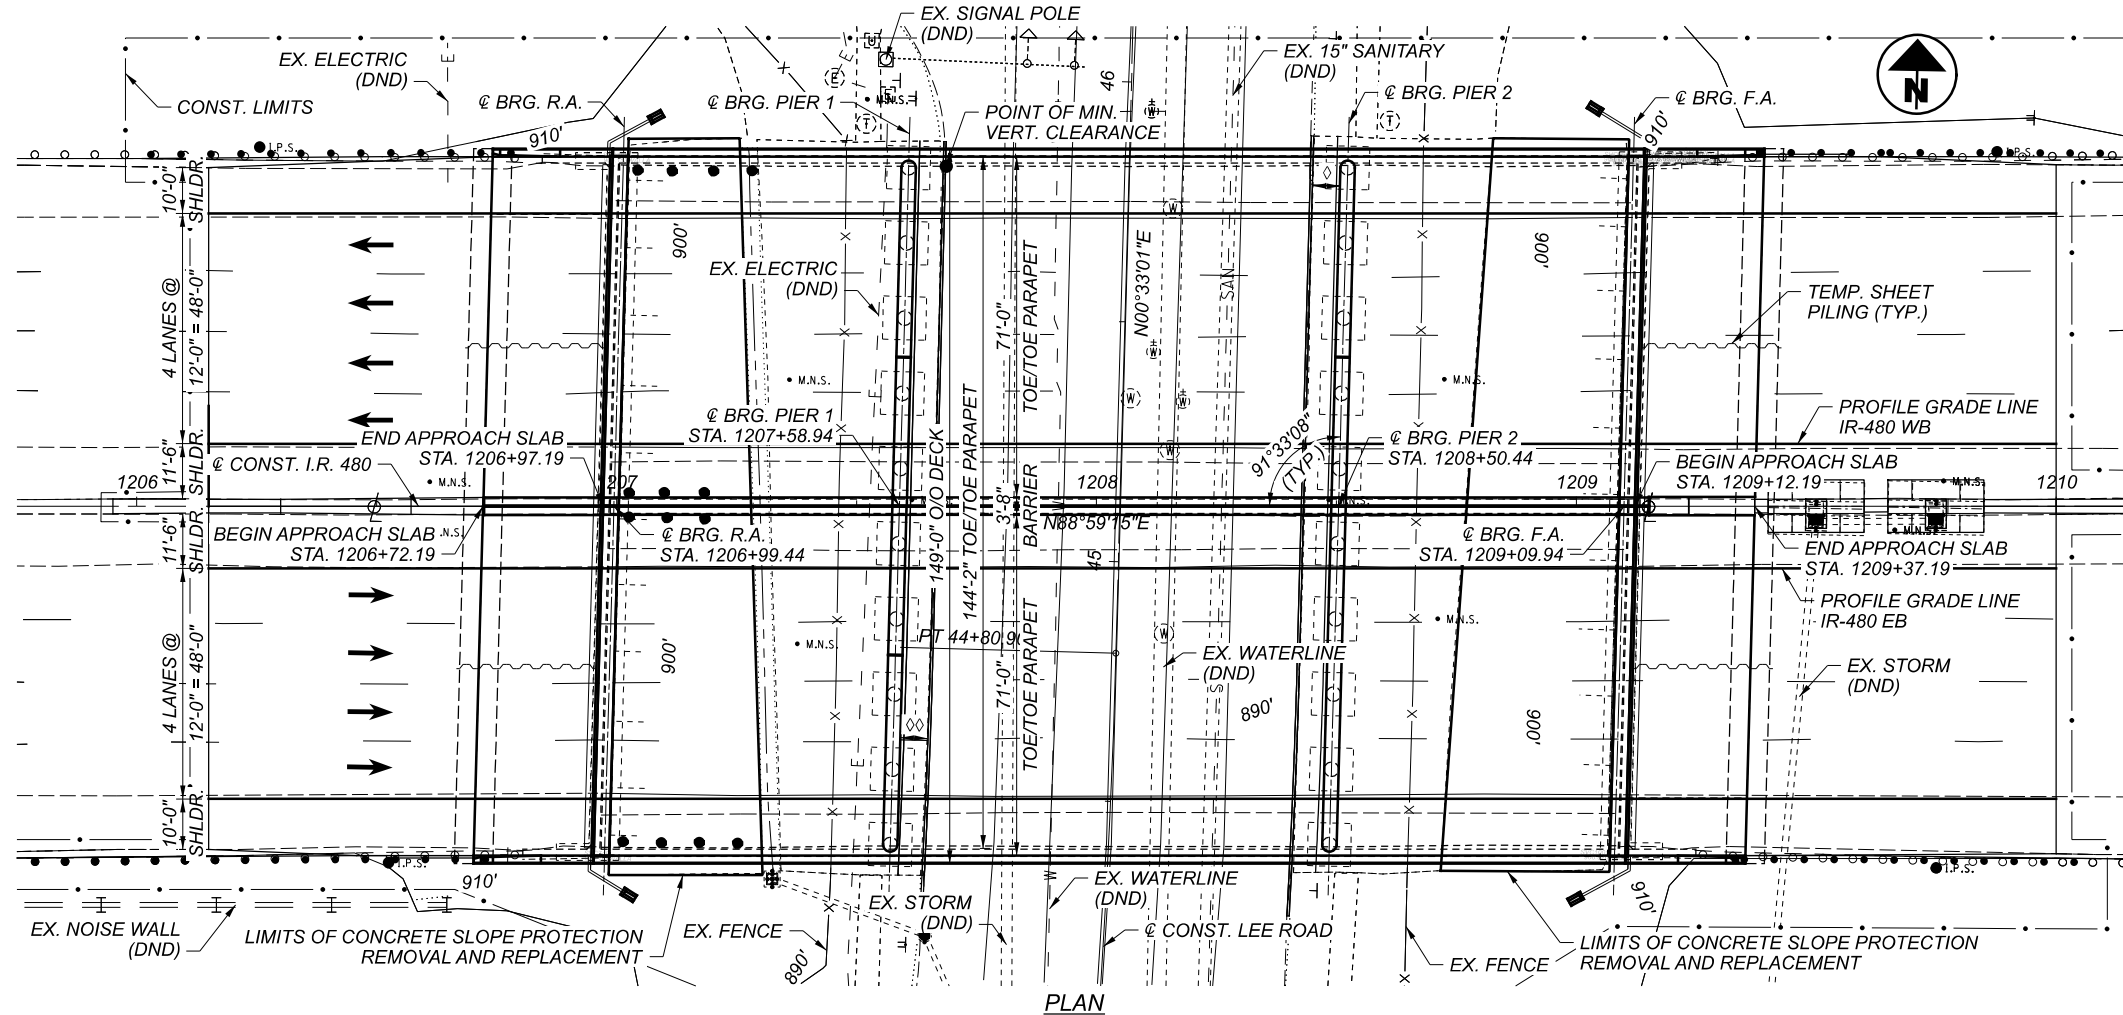 EX. SIGNAL POLE
(DND)
EX. ELECTRIC
(DND)
EX. 15" SANITARY
(DND)
CONST. LIMITS
℄ BRG. R.A.
℄ BRG. PIER 1
℄ BRG. PIER 2
℄ BRG. F.A.
N
E
T
T
46
M.N.S.
POINT OF MIN.
VERT. CLEARANCE
910'
910'
I.P.S.
I.P.S.
10'-0"
SHLDR.
4 LANES @
12'-0" = 48'-0"
11'-6"
SHLDR.
11'-6"
SHLDR.
4 LANES @
12'-0" = 48'-0"
10'-0"
SHLDR.
900'
900'
EX. ELECTRIC
(DND)
N00°33'01"E
SAN
W
TEMP. SHEET
PILING (TYP.)
71'-0"
TOE/TOE PARAPET
M.N.S.
M.N.S.
℄ BRG. PIER 1
STA. 1207+58.94
PROFILE GRADE LINE
IR-480 WB
END APPROACH SLAB
STA. 1206+97.19
91°33'08"
(TYP.)
℄ BRG. PIER 2
STA. 1208+50.44
BEGIN APPROACH SLAB
STA. 1209+12.19
℄ CONST. I.R. 480
1206
M.N.S.
207
1208
1209
M.N.S.
1210
149'-0" O/O DECK
144'-2" TOE/TOE PARAPET
3'-8"
BARRIER
N88°59'15"E
BEGIN APPROACH SLAB
STA. 1206+72.19
℄ BRG. R.A.
STA. 1206+99.44
45
℄ BRG. F.A.
STA. 1209+09.94
M.N.S.
END APPROACH SLAB
STA. 1209+37.19
PROFILE GRADE LINE
IR-480 EB
M.N.S.
M.N.S.
900'
PT 44+80.90
EX. WATERLINE
(DND)
EX. STORM
(DND)
71'-0"
TOE/TOE PARAPET
890'
900'
I.P.S.
I.P.S.
910'
910'
EX. WATERLINE
(DND)
EX. STORM
(DND)
EX. NOISE WALL
(DND)
LIMITS OF CONCRETE SLOPE PROTECTION
REMOVAL AND REPLACEMENT
EX. FENCE
890'
℄ CONST. LEE ROAD
EX. FENCE
LIMITS OF CONCRETE SLOPE PROTECTION
REMOVAL AND REPLACEMENT
PLAN